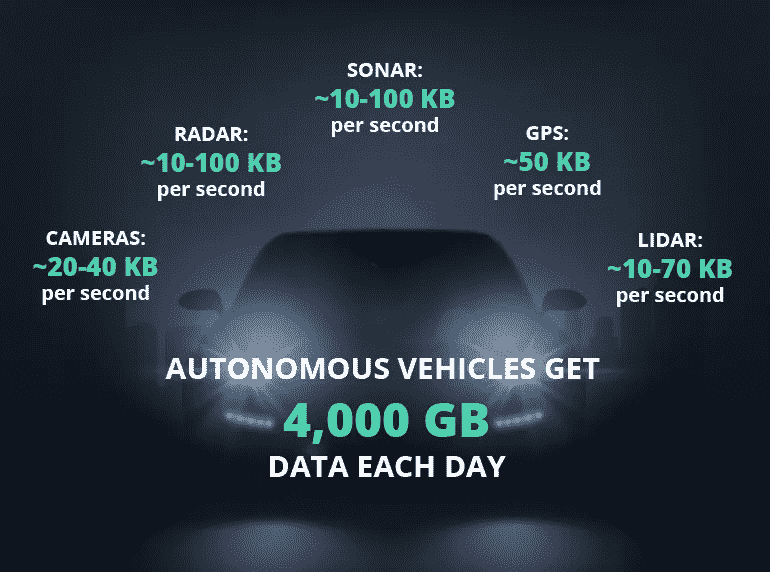 SONAR:
~10-100 KB
per second
RADAR:
~10-100 KB
per second
GPS:
~50 KB
per second
CAMERAS:
~20-40 KB
per second
LIDAR:
~10-70 KB
per second
AUTONOMOUS VEHICLES GET
4,000 GB
DATA EACH DAY